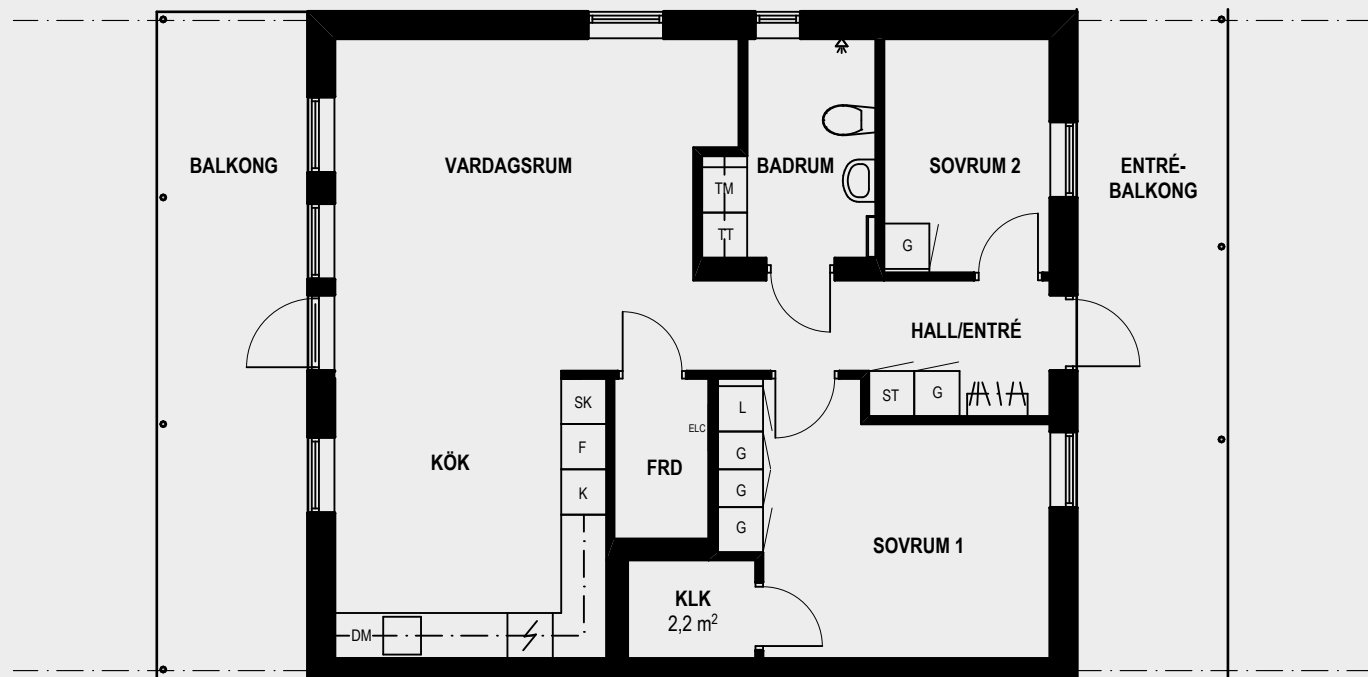 BALKONG
VARDAGSRUM
BADRUM
SOVRUM 2
ENTRÉ-
BALKONG
TM
TT
G
HALL/ENTRÉ
ST
G
SK
F
K
KÖK
ELC
FRD
L
G
G
G
SOVRUM 1
KLK
2,2 m²
DM